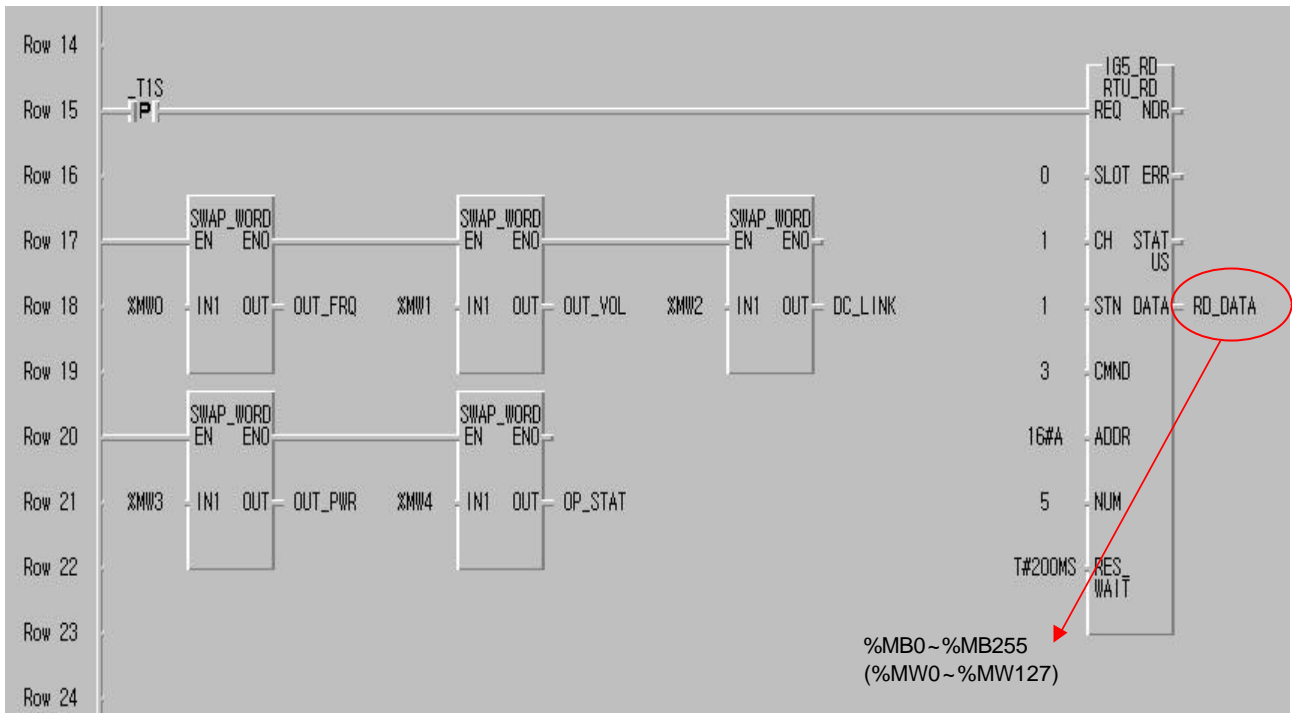 Row 14
IG5_RD
_T1S RTU_RD
Row 15 P REQ NDR
Row 16 0 SLOT ERR
SWAP_WORD SWAP_WORD SWAP_WORD
Row 17 EN ENO EN ENO EN ENO 1 CH STAT
US
Row 18 %MW0 IN1 OUT OUT_FRQ %MW1 IN1 OUT OUT_VOL %MW2 IN1 OUT DC_LINK 1 STN DATA RD_DATA
Row 19 3 CMND
SWAP_WORD SWAP_WORD
Row 20 EN ENO EN ENO 16#A ADDR
Row 21 %MW3 IN1 OUT OUT_PWR %MW4 IN1 OUT OP_STAT 5 NUM
Row 22 T#200MS RES_
WAIT
Row 23
%MB0~%MB255
(%MW0~%MW127)
Row 24